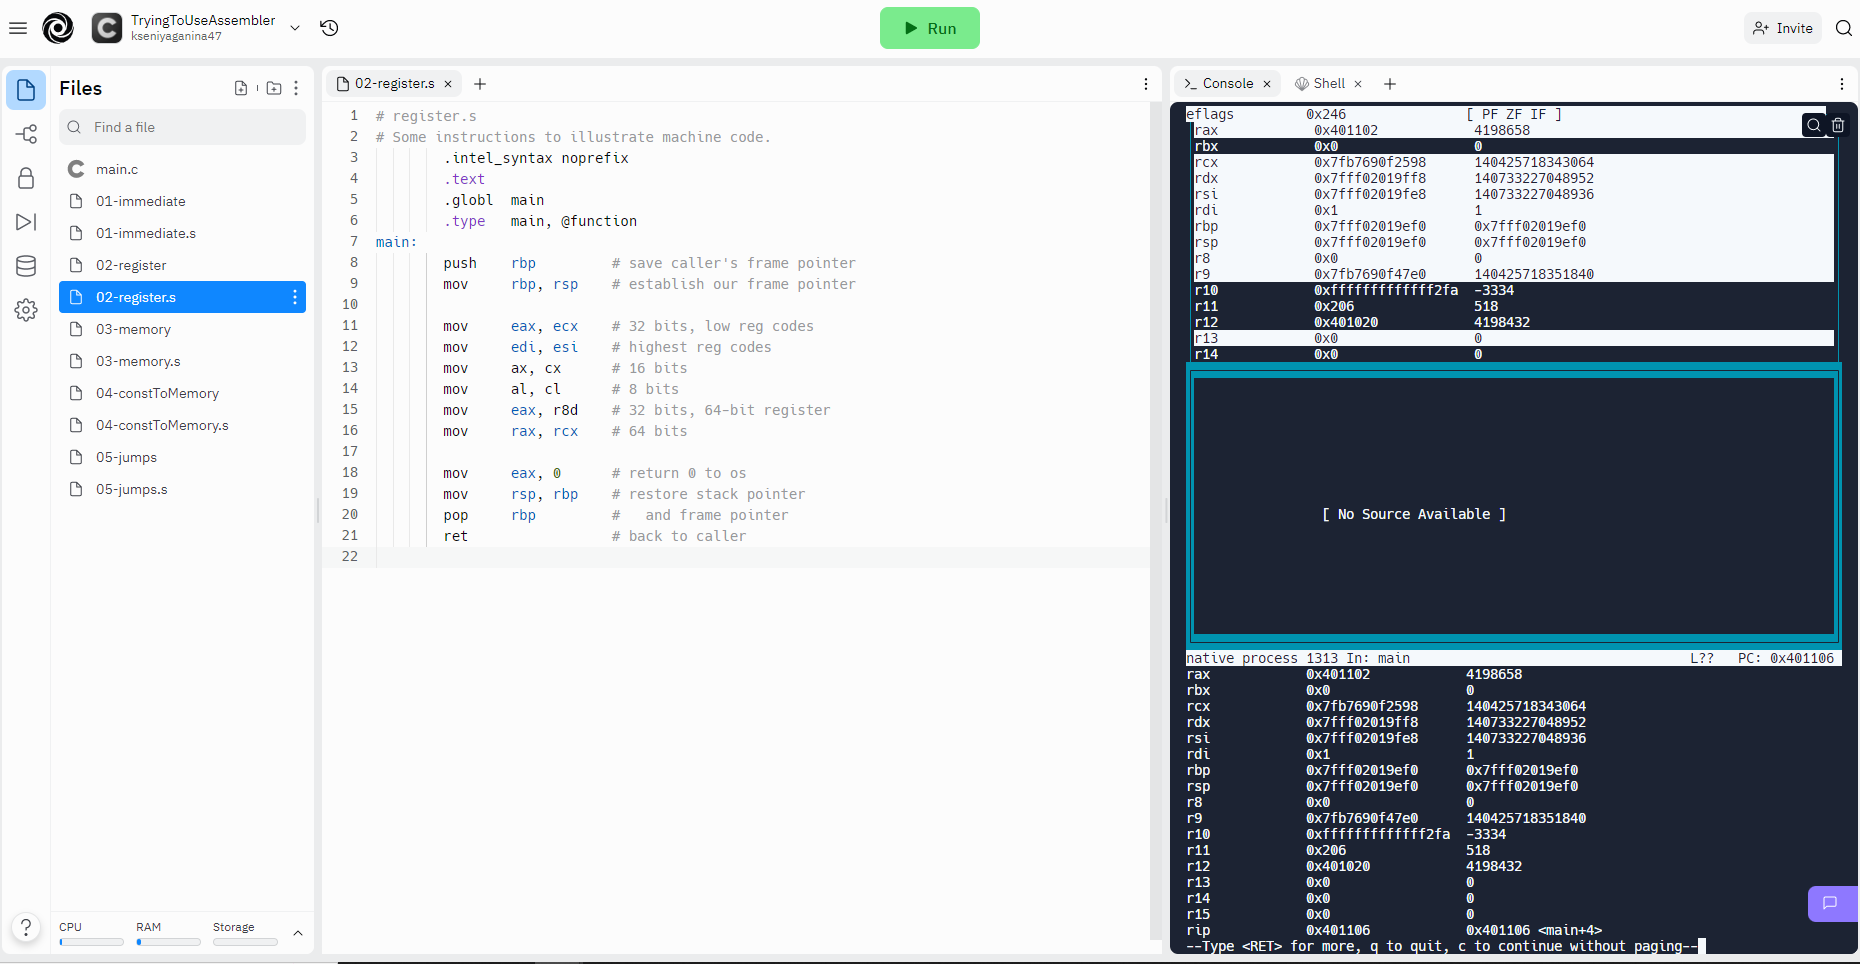 TryingToUseAssembler
kseniyaganina47
Run
Invite
Files
Find a file
main.c
01-immediate
01-immediate.s
02-register
02-register.s
03-memory
03-memory.s
04-constToMemory
04-constToMemory.s
05-jumps
05-jumps.s
CPU RAM Storage
02-register.s
1 # register.s
2 # Some instructions to illustrate machine code.
3 .intel_syntax noprefix
4 .text
5 .globl main
6 .type main, @function
7 main:
8 push rbp # save caller's frame pointer
9 mov rbp, rsp # establish our frame pointer
10
11 mov eax, ecx # 32 bits, low reg codes
12 mov edi, esi # highest reg codes
13 mov ax, cx # 16 bits
14 mov al, cl # 8 bits
15 mov eax, r8d # 32 bits, 64-bit register
16 mov rax, rcx # 64 bits
17
18 mov eax, 0 # return 0 to os
19 mov rsp, rbp # restore stack pointer
20 pop rbp # and frame pointer
21 ret # back to caller
22
Console Shell
eflags 0x246 [ PF ZF IF ]
rax 0x401102 4198658
rbx 0x0 0
rcx 0x7fb7690f2598 140425718343064
rdx 0x7fff02019ff8 140733227048952
rsi 0x7fff02019fe8 140733227048936
rdi 0x1 1
rbp 0x7fff02019ef0 0x7fff02019ef0
rsp 0x7fff02019ef0 0x7fff02019ef0
r8 0x0 0
r9 0x7fb7690f47e0 140425718351840
r10 0xfffffffffffff2fa -3334
r11 0x206 518
r12 0x401020 4198432
r13 0x0 0
r14 0x0 0
[ No Source Available ]
native process 1313 In: main L?? PC: 0x401106
rax 0x401102 4198658
rbx 0x0 0
rcx 0x7fb7690f2598 140425718343064
rdx 0x7fff02019ff8 140733227048952
rsi 0x7fff02019fe8 140733227048936
rdi 0x1 1
rbp 0x7fff02019ef0 0x7fff02019ef0
rsp 0x7fff02019ef0 0x7fff02019ef0
r8 0x0 0
r9 0x7fb7690f47e0 140425718351840
r10 0xfffffffffffff2fa -3334
r11 0x206 518
r12 0x401020 4198432
r13 0x0 0
r14 0x0 0
r15 0x0 0
rip 0x401106 0x401106 <main+4>
--Type <RET> for more, q to quit, c to continue without paging--